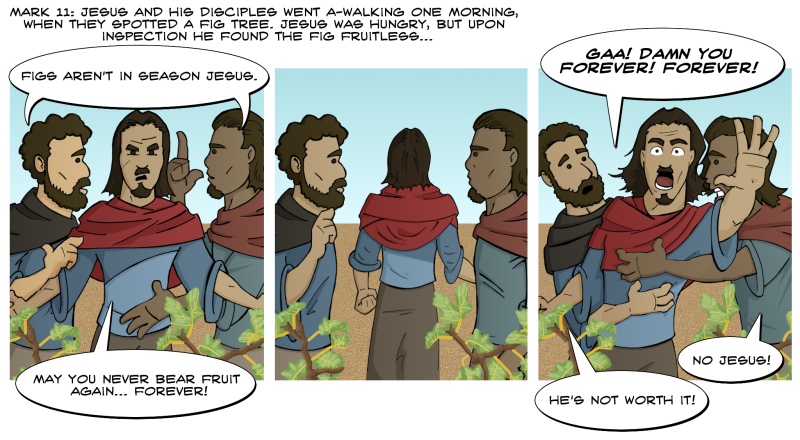 MARK 11: JESUS AND HIS DISCIPLES WENT A-WALKING ONE MORNING,
WHEN THEY SPOTTED A FIG TREE. JESUS WAS HUNGRY, BUT UPON
INSPECTION HE FOUND THE FIG FRUITLESS...
FIGS AREN'T IN SEASON JESUS.
MAY YOU NEVER BEAR FRUIT
AGAIN... FOREVER!
GAA! DAMN YOU
FOREVER! FOREVER!
NO JESUS!
HE'S NOT WORTH IT!